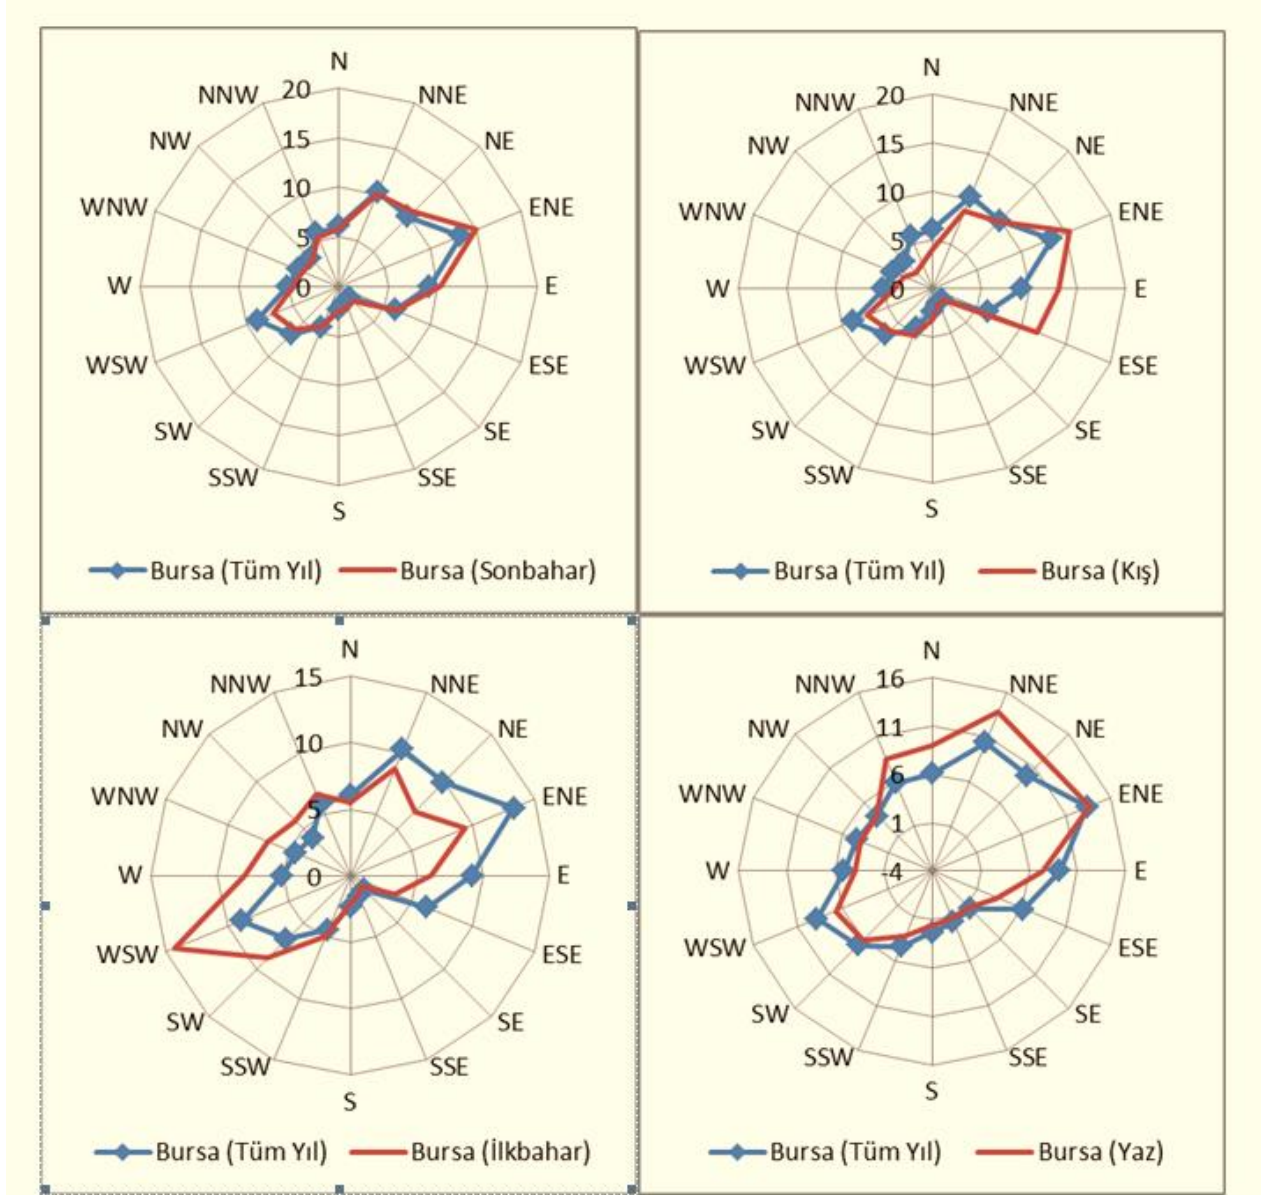 N
20 NNE
NNW
15 NE
NW
10 ENE
WNW
5
W 0 E
WSW ESE
SW SE
SSW SSE
S
Bursa (Tüm Yıl) Bursa (Sonbahar)
N
20 NNE
NNW
15 NE
NW
10 ENE
WNW
5
W 0 E
WSW ESE
SW SE
SSW SSE
S
Bursa (Tüm Yıl) Bursa (Kış)
N
NNW 15 NNE
NW NE
10
WNW ENE
5
W 0 E
WSW ESE
SW SE
SSW SSE
S
Bursa (Tüm Yıl) Bursa (İlkbahar)
N
NNW 16 NNE
NW 11 NE
6
WNW ENE
1
W -4 E
WSW ESE
SW SE
SSW SSE
S
Bursa (Tüm Yıl) Bursa (Yaz)